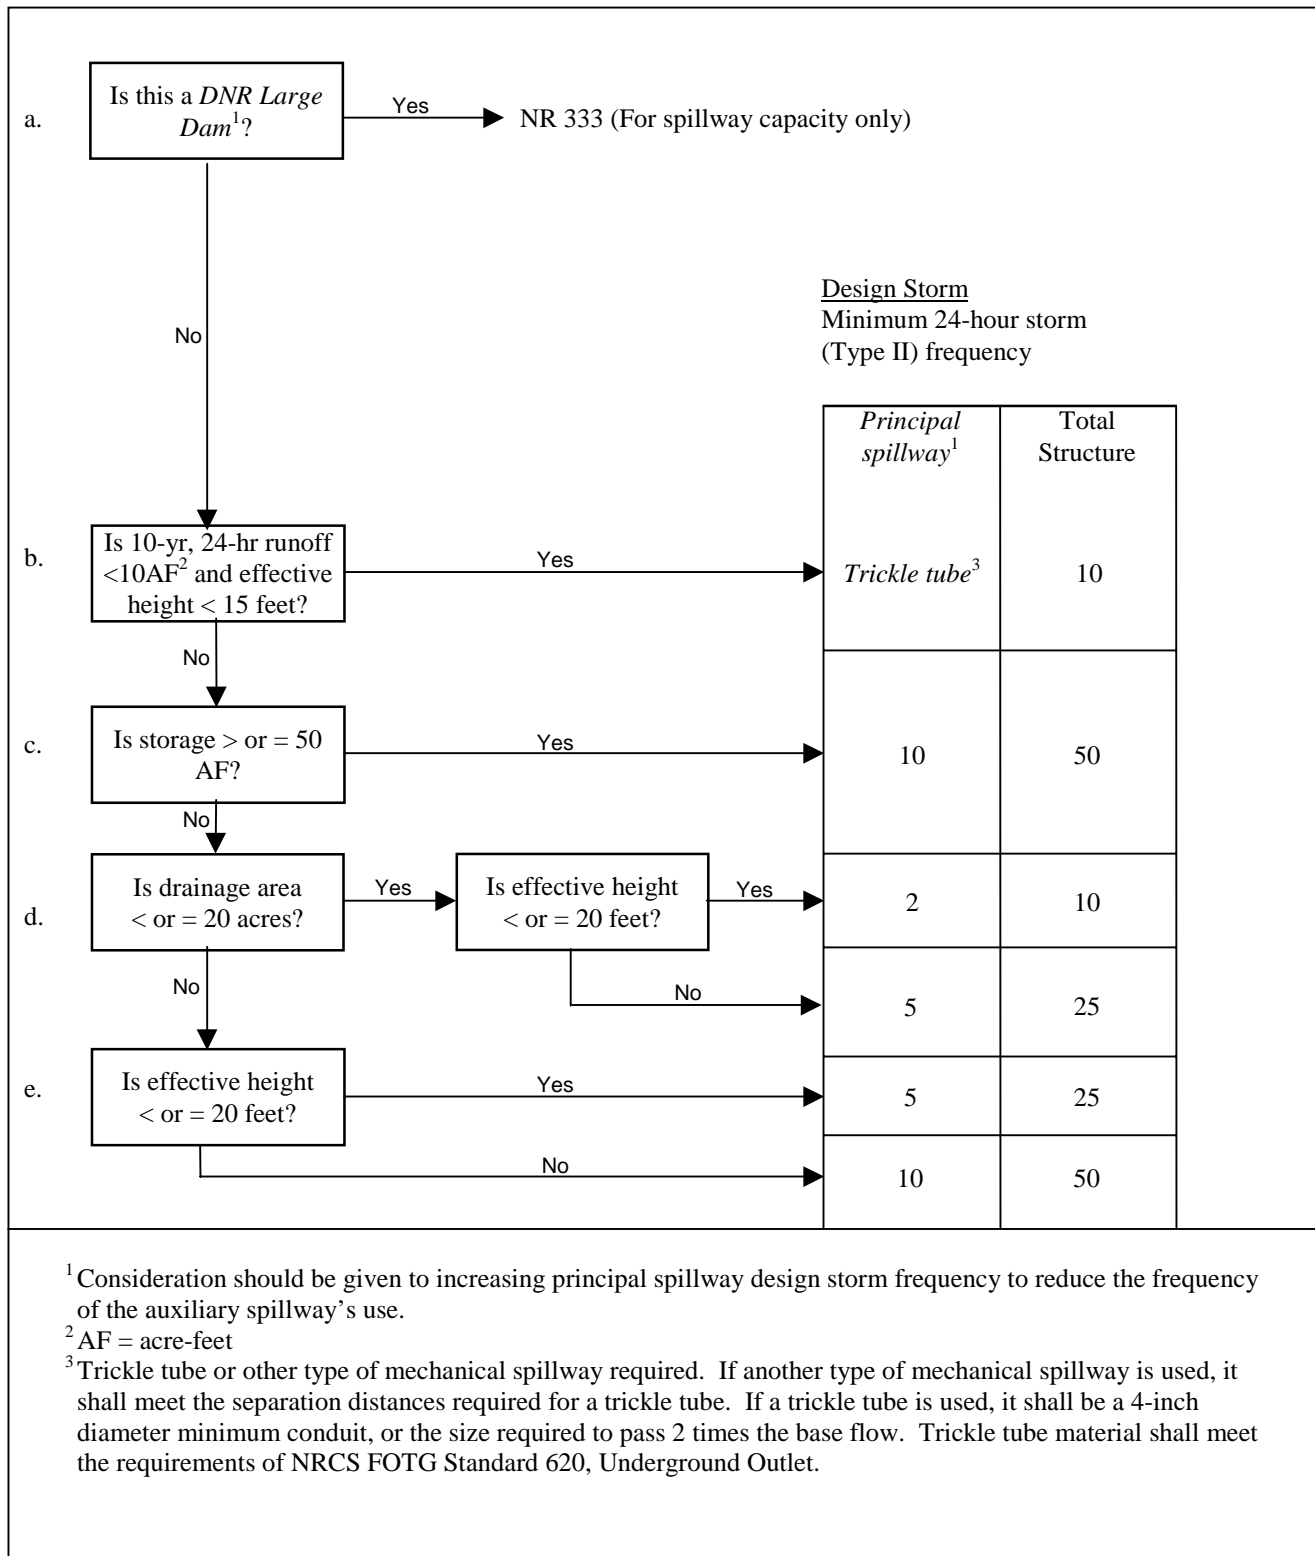 a.
Is this a DNR Large
Dam¹?
Yes
NR 333 (For spillway capacity only)
No
Design Storm
Minimum 24-hour storm
(Type II) frequency
Principal
spillway¹
Total
Structure
b.
Is 10-yr, 24-hr runoff
<10AF² and effective
height < 15 feet?
Yes
Trickle tube³
10
No
c.
Is storage > or = 50
AF?
Yes
10
50
No
d.
Is drainage area
< or = 20 acres?
Yes
Is effective height
< or = 20 feet?
Yes
2
10
No
No
5
25
e.
Is effective height
< or = 20 feet?
Yes
5
25
No
10
50
¹ Consideration should be given to increasing principal spillway design storm frequency to reduce the frequency
of the auxiliary spillway’s use.
² AF = acre-feet
³ Trickle tube or other type of mechanical spillway required. If another type of mechanical spillway is used, it
shall meet the separation distances required for a trickle tube. If a trickle tube is used, it shall be a 4-inch
diameter minimum conduit, or the size required to pass 2 times the base flow. Trickle tube material shall meet
the requirements of NRCS FOTG Standard 620, Underground Outlet.